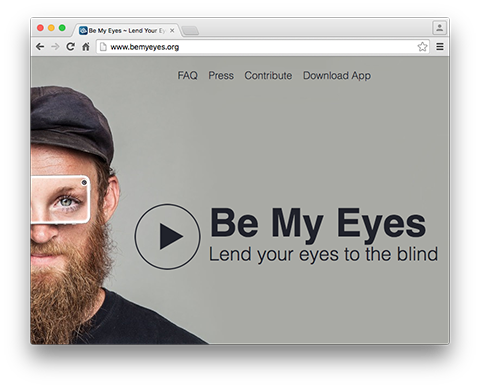 Be My Eyes ~ Lend Your Ey
www.bemyeyes.org
FAQ Press Contribute Download App
Be My Eyes
Lend your eyes to the blind